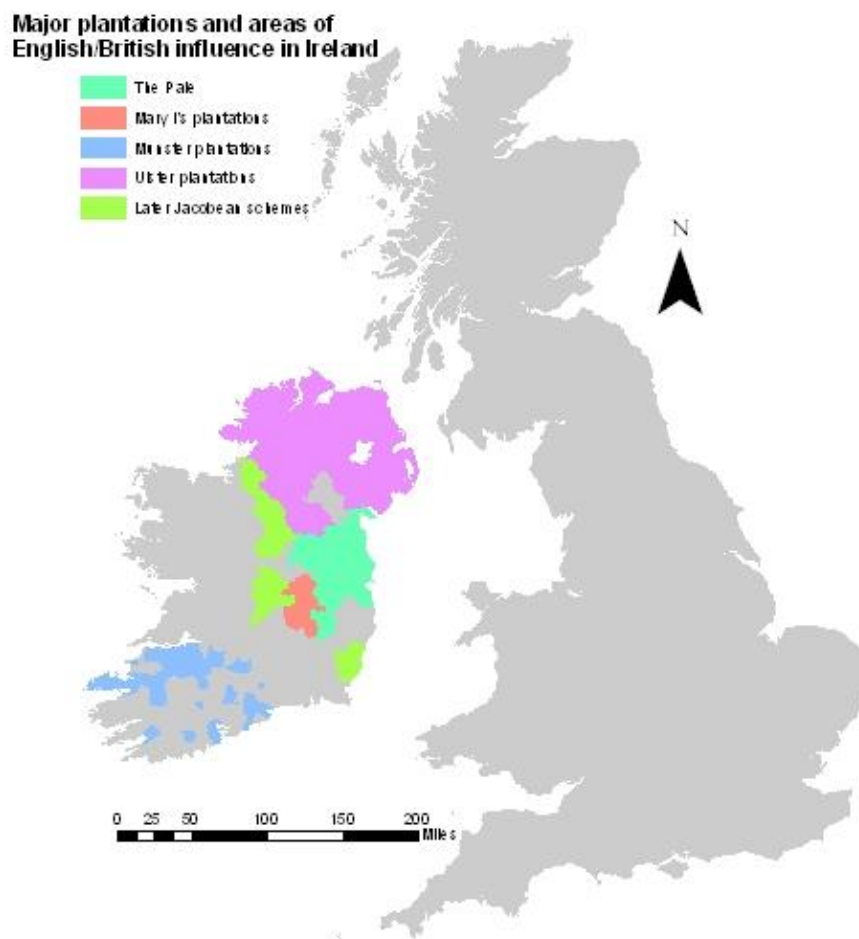 Major plantations and areas of
English/British influence in Ireland
The Pale
Mary I's plantations
Munster plantations
Ulster plantations
Later Jacobean schemes
N
0 25 50 100 150 200
Miles